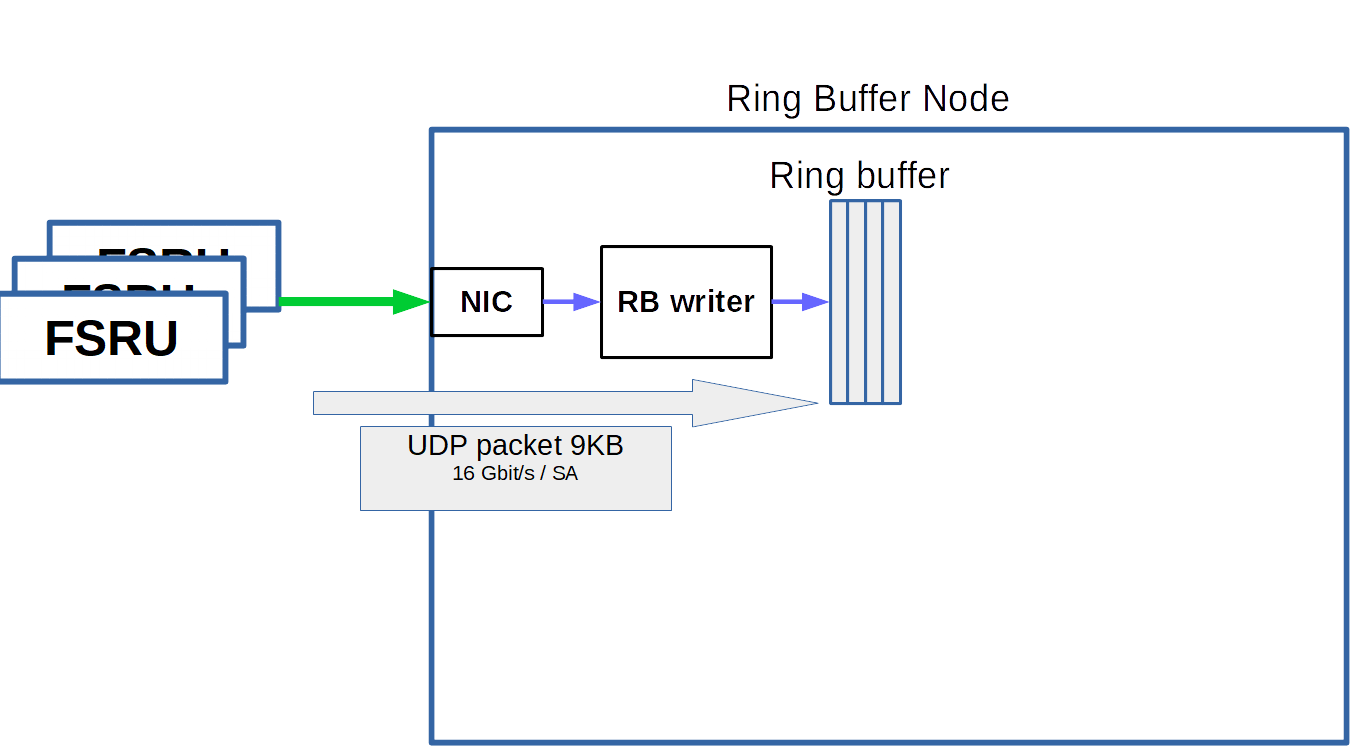 Ring Buffer Node
Ring buffer
FSRU
FSRU
FSRU
NIC
RB writer
UDP packet 9KB
16 Gbit/s / SA